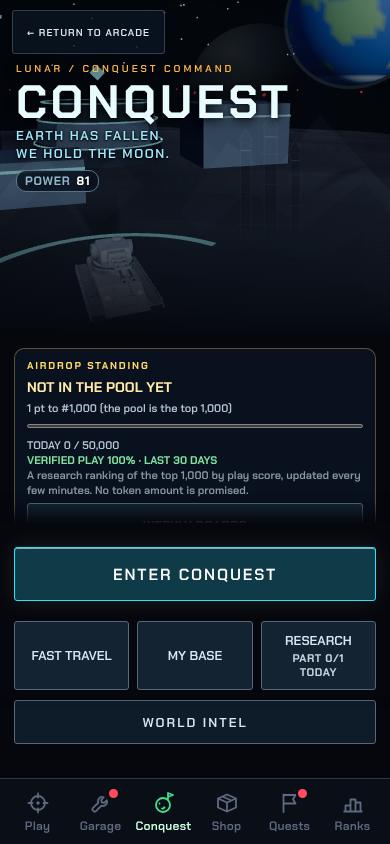 ← RETURN TO ARCADE
LUNAR / CONQUEST COMMAND
CONQUEST
EARTH HAS FALLEN.
WE HOLD THE MOON.
POWER 81
AIRDROP STANDING
NOT IN THE POOL YET
1 pt to #1,000 (the pool is the top 1,000)
TODAY 0 / 50,000
VERIFIED PLAY 100% · LAST 30 DAYS
A research ranking of the top 1,000 by play score, updated every
few minutes. No token amount is promised.
ENTER CONQUEST
FAST TRAVEL
MY BASE
RESEARCH
PART 0/1
TODAY
WORLD INTEL
Play
Garage
Conquest
Shop
Quests
Ranks